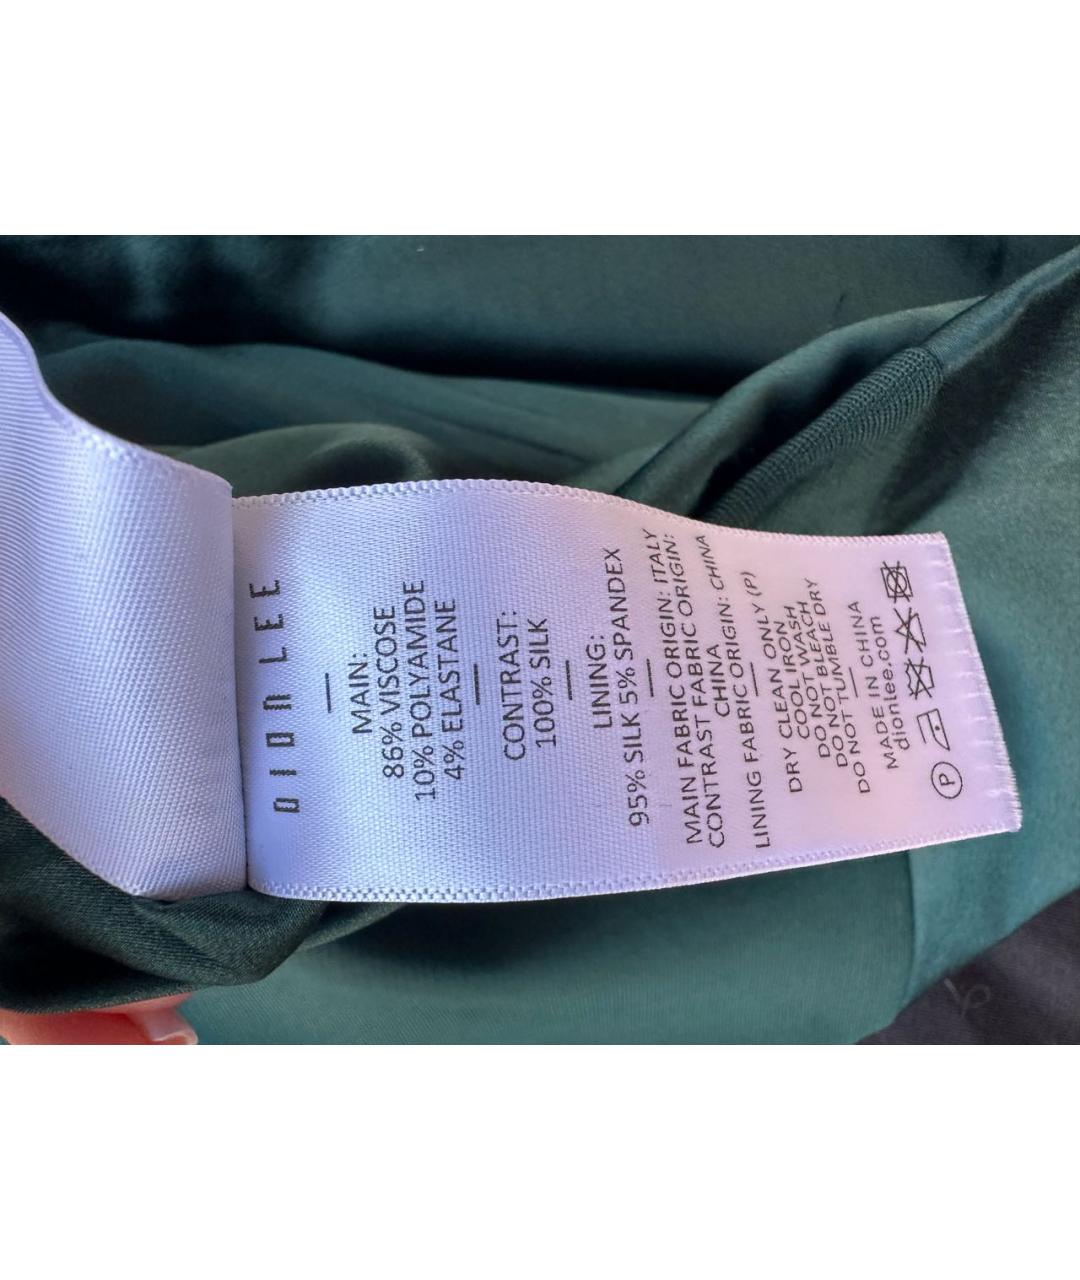 DION LEE
MAIN:
86% VISCOSE
10% POLYAMIDE
4% ELASTANE
CONTRAST:
100% SILK
LINING:
95% SILK 5% SPANDEX
MAIN FABRIC ORIGIN: ITALY
CONTRAST FABRIC ORIGIN:
CHINA
LINING FABRIC ORIGIN: CHINA
DRY CLEAN ONLY (P)
COOL IRON
DO NOT WASH
DO NOT BLEACH
DO NOT TUMBLE DRY
MADE IN CHINA
dionlee.com
P